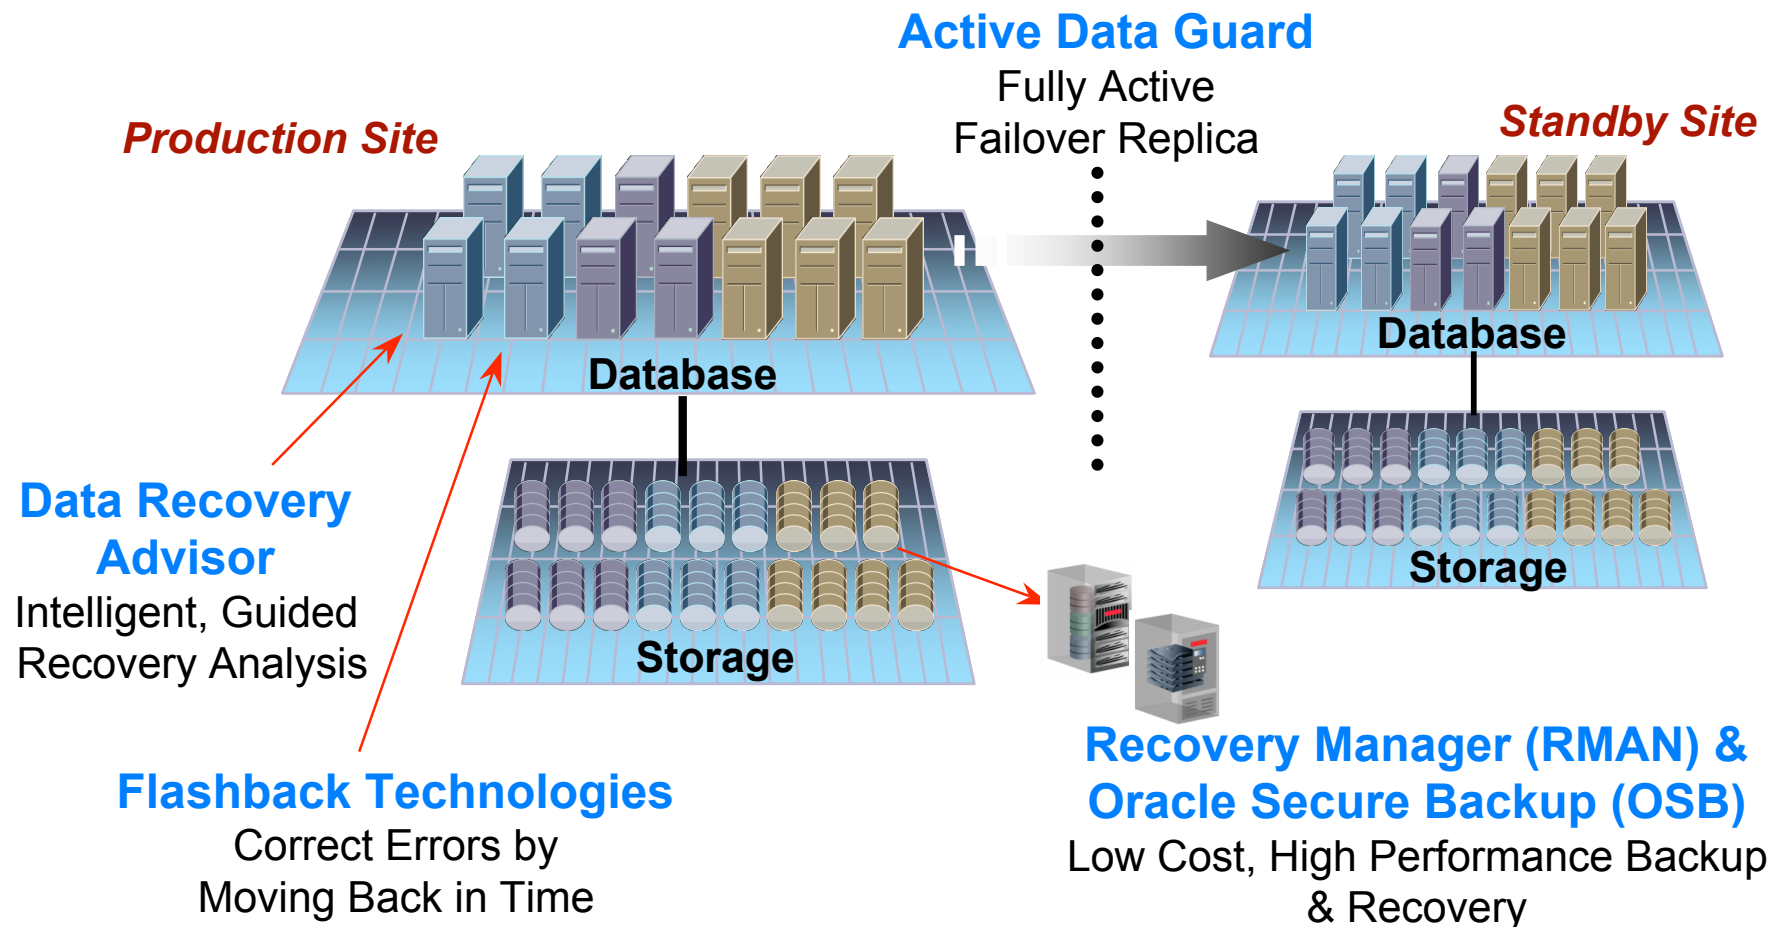 Active Data Guard
Fully Active
Failover Replica
Production Site
Standby Site
Database
Database
Storage
Storage
Data Recovery
Advisor
Intelligent, Guided
Recovery Analysis
Flashback Technologies
Correct Errors by
Moving Back in Time
Recovery Manager (RMAN) &
Oracle Secure Backup (OSB)
Low Cost, High Performance Backup
& Recovery